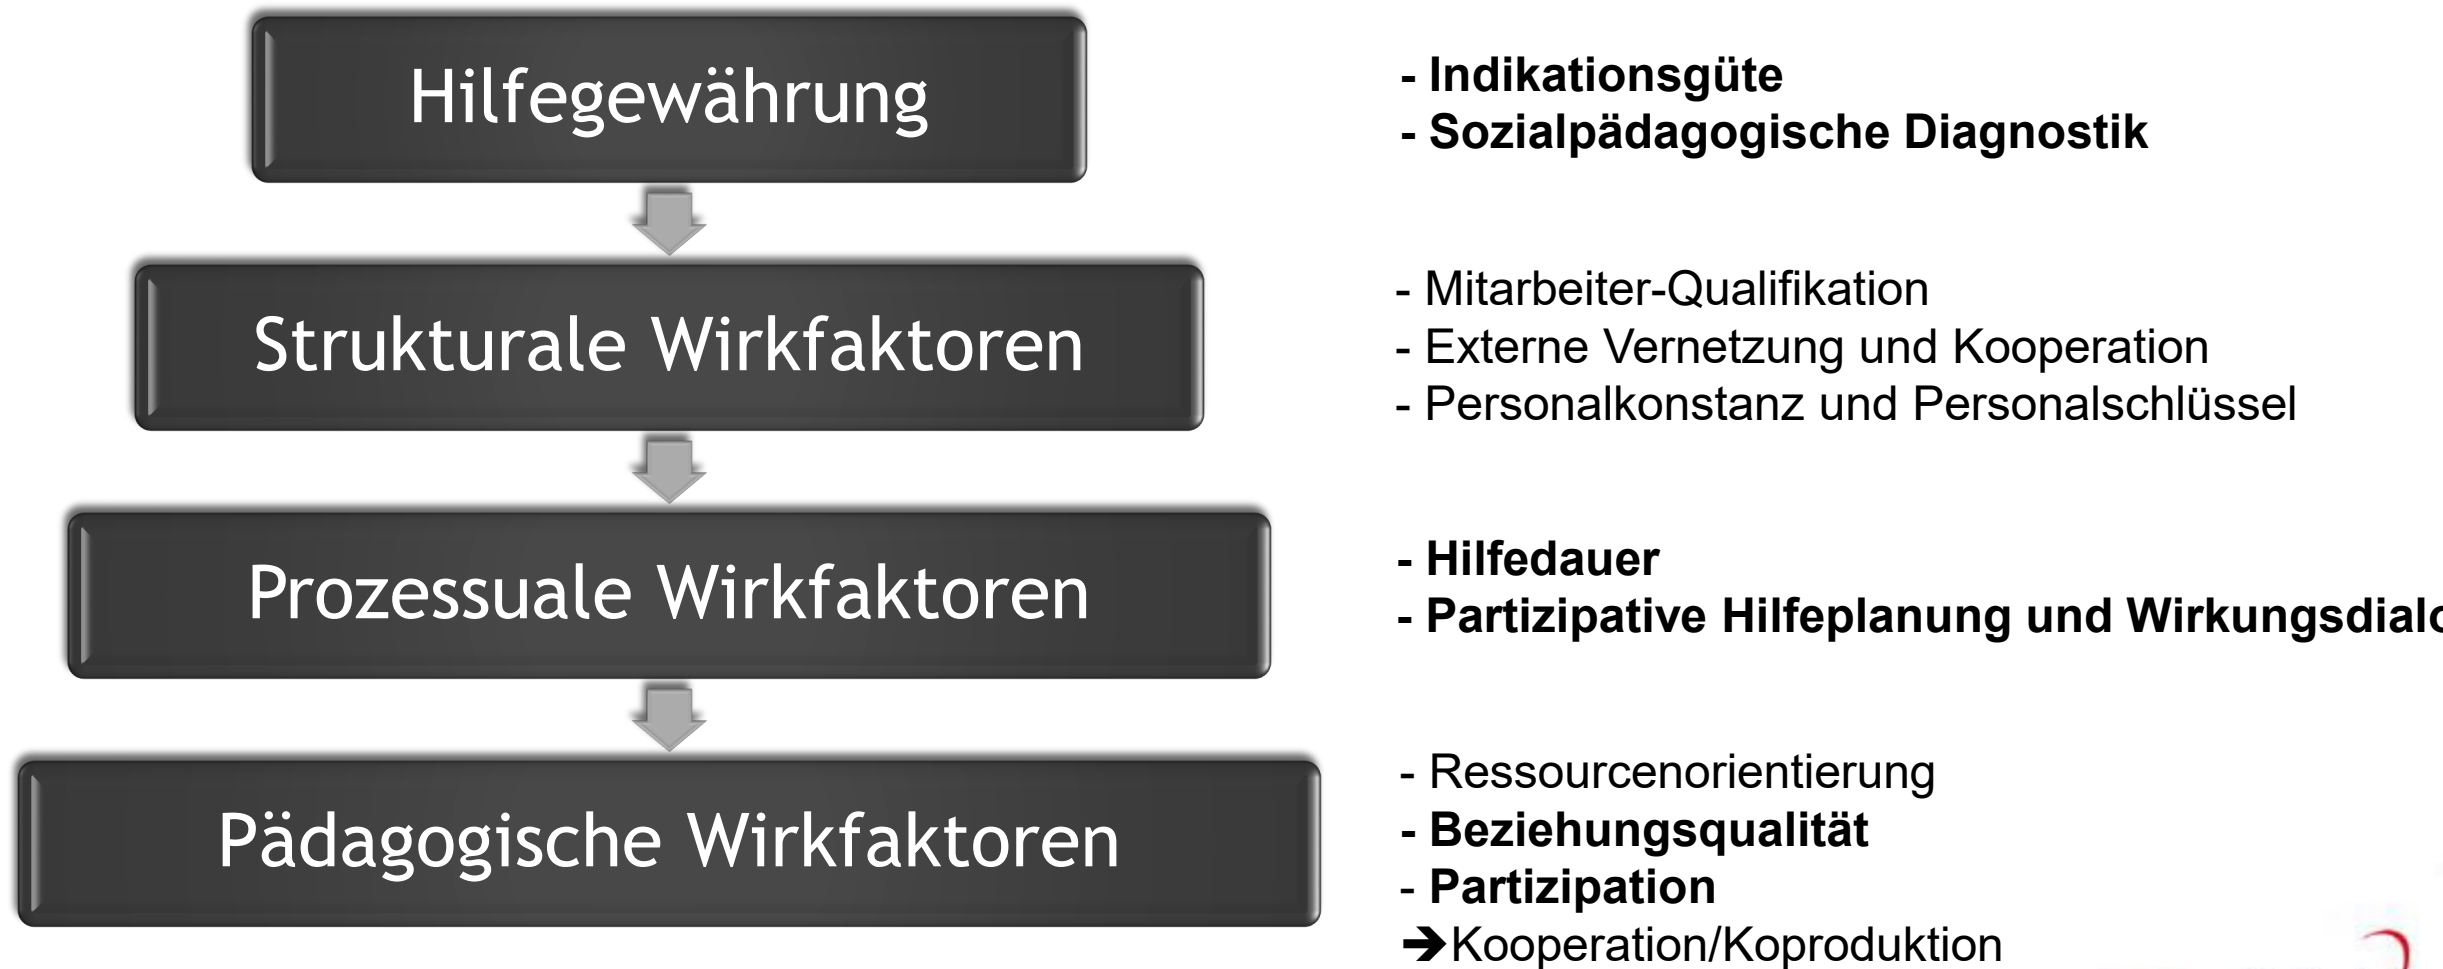 Hilfegewährung
- Indikationsgüte
- Sozialpädagogische Diagnostik
Strukturale Wirkfaktoren
- Mitarbeiter-Qualifikation
- Externe Vernetzung und Kooperation
- Personalkonstanz und Personalschlüssel
Prozessuale Wirkfaktoren
- Hilfedauer
- Partizipative Hilfeplanung und
Pädagogische Wirkfaktoren
- Ressourcenorientierung
- Beziehungsqualität
- Partizipation
➔Kooperation/Koproduktion